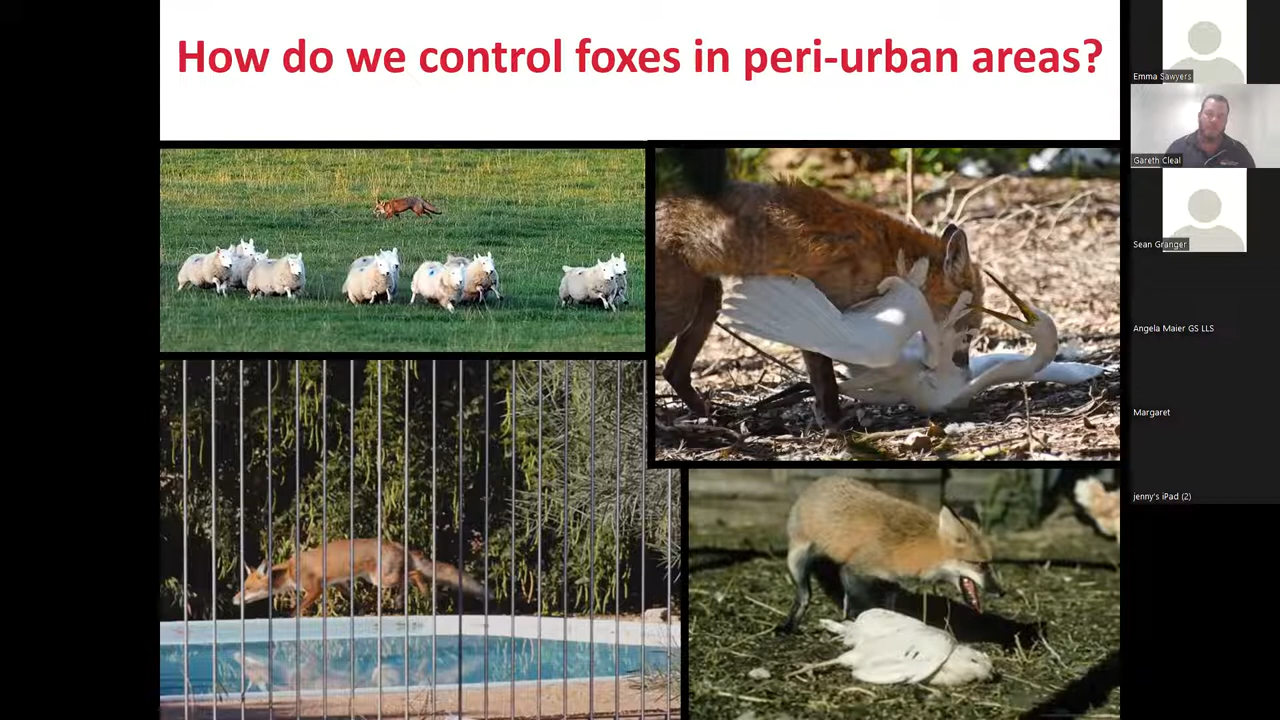 How do we control foxes in peri-urban areas?
Emma Sawyers
Gareth Cleal
Sean Granger
Angela Maier GS LLS
Margaret
jenny's iPad (2)